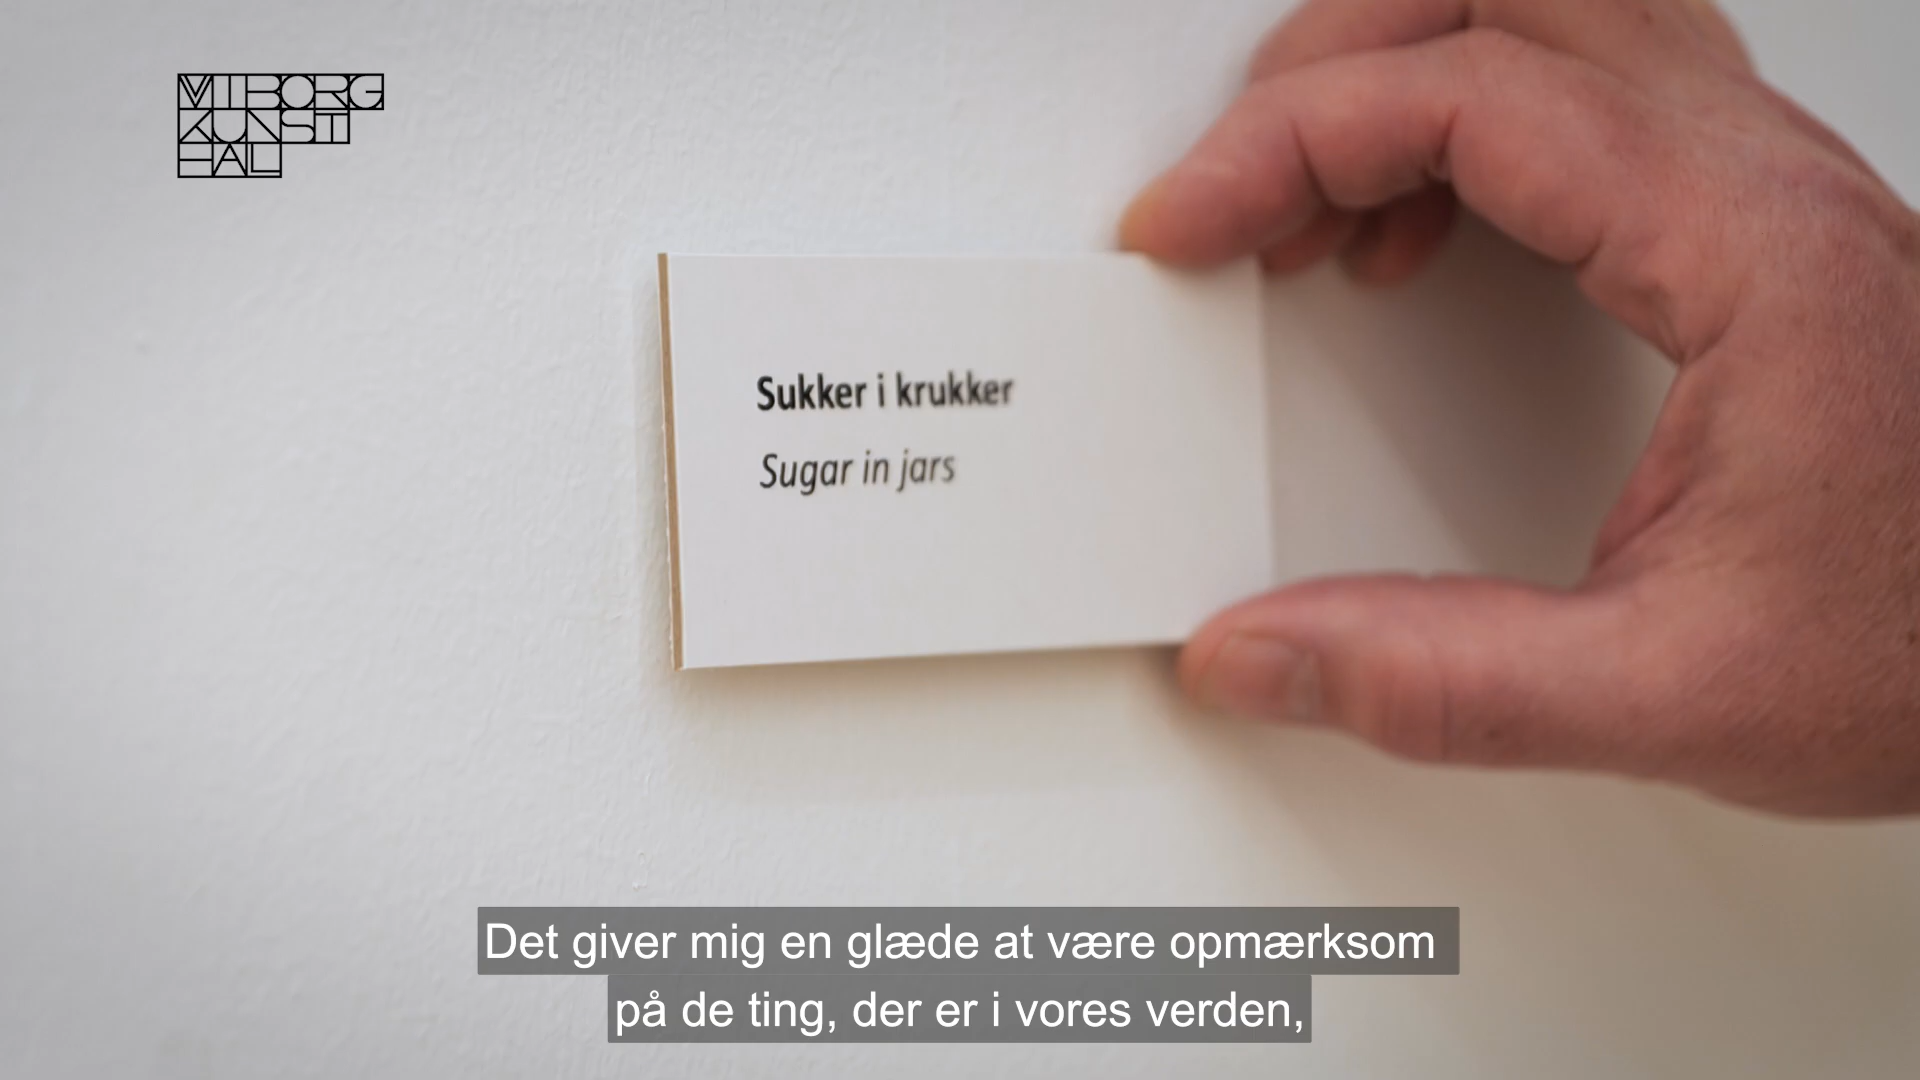 VIBORG
KUNST
HAL
Sukker i krukker
Sugar in jars
Det giver mig en glæde at være opmærksom
på de ting, der er i vores verden,